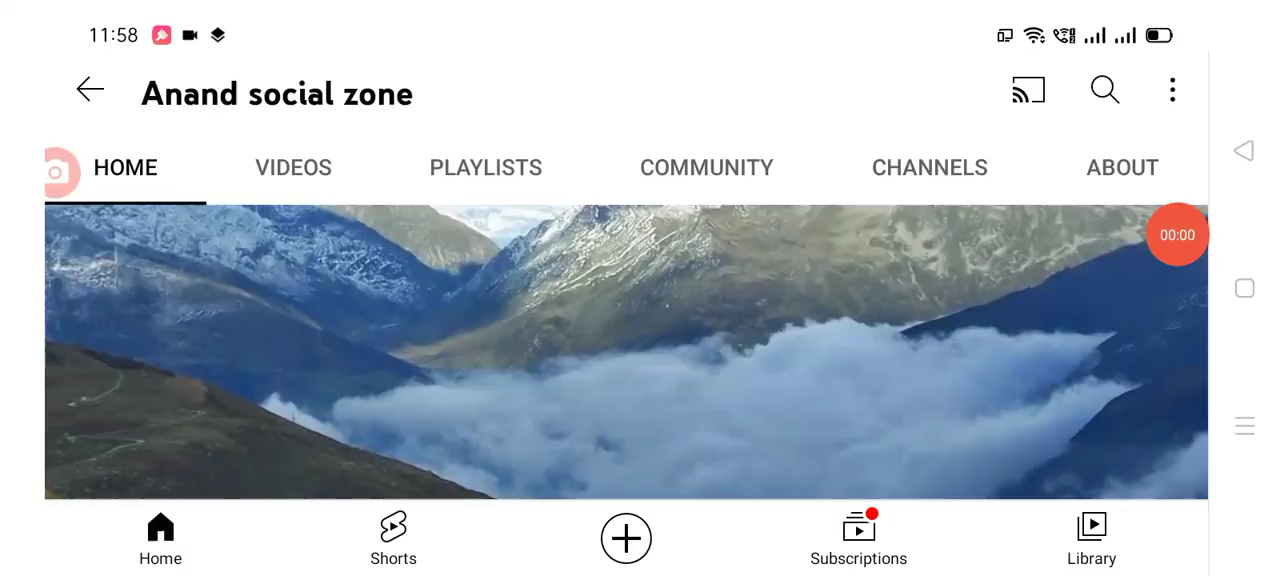 11:58
Anand social zone
HOME VIDEOS PLAYLISTS COMMUNITY CHANNELS ABOUT
00:00
Home Shorts Subscriptions Library